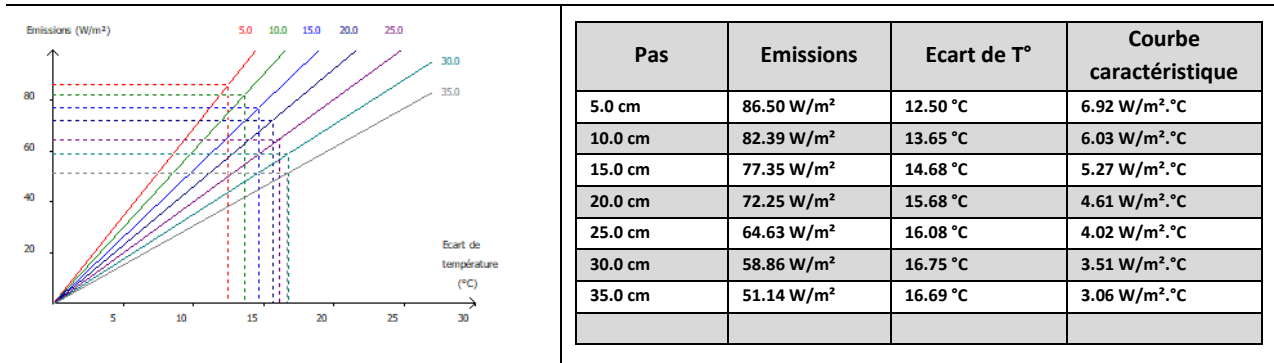 Emissions (W/m²)
5.0 10.0 15.0 20.0 25.0
30.0
35.0
80
60
40
20
Ecart de
température
(°C)
5 10 15 20 25 30
Pas Emissions Ecart de T° Courbe
caractéristique
5.0 cm 86.50 W/m² 12.50 °C 6.92 W/m².°C
10.0 cm 82.39 W/m² 13.65 °C 6.03 W/m².°C
15.0 cm 77.35 W/m² 14.68 °C 5.27 W/m².°C
20.0 cm 72.25 W/m² 15.68 °C 4.61 W/m².°C
25.0 cm 64.63 W/m² 16.08 °C 4.02 W/m².°C
30.0 cm 58.86 W/m² 16.75 °C 3.51 W/m².°C
35.0 cm 51.14 W/m² 16.69 °C 3.06 W/m².°C